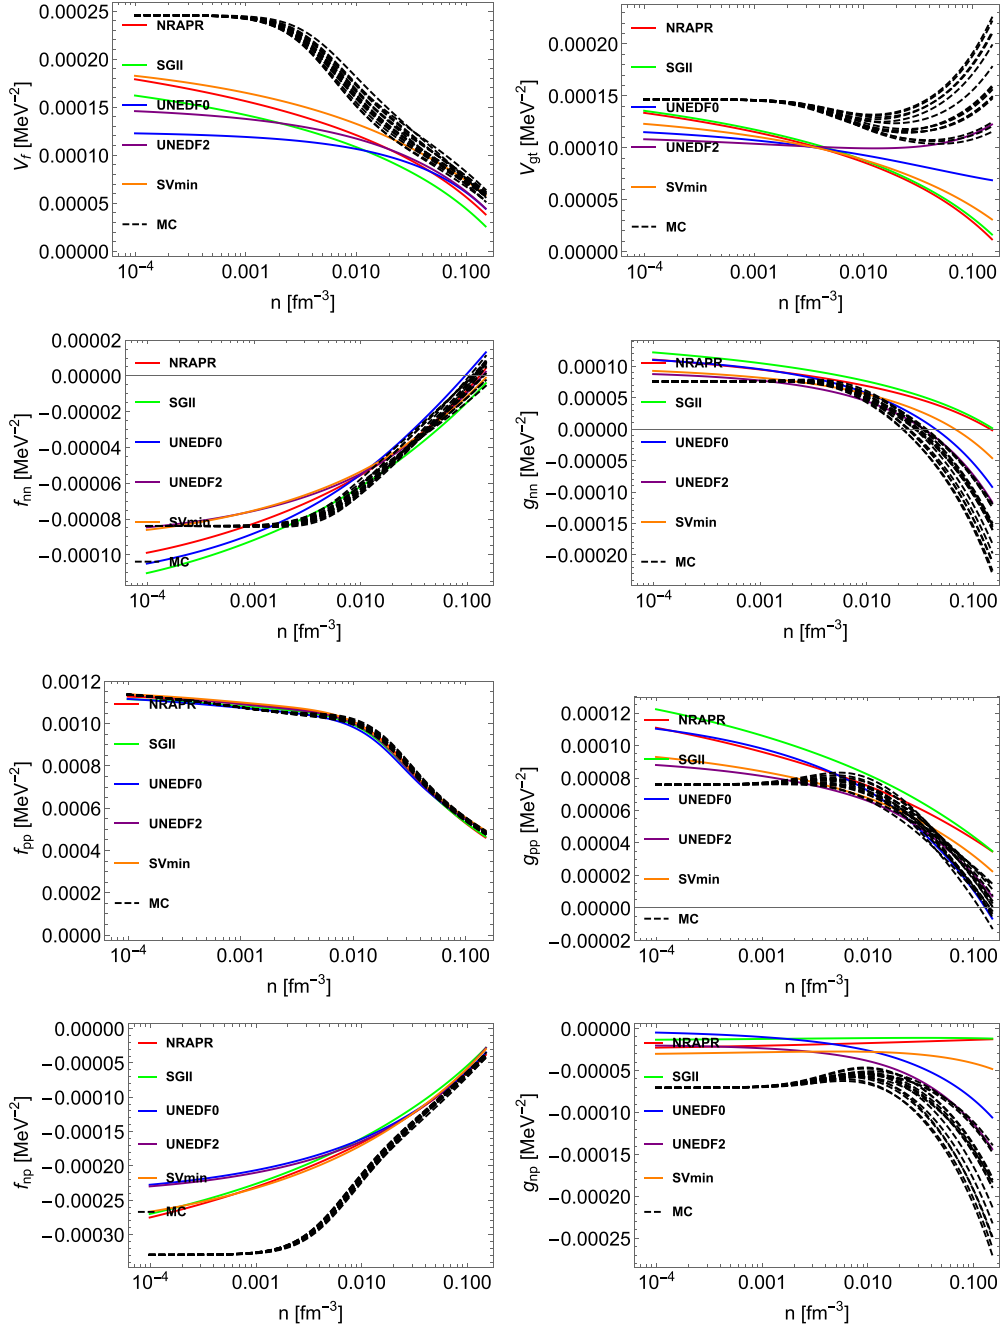 0.00025
0.00020
0.00015
0.00010
0.00005
0.00000
V_f [MeV⁻²]
NRAPR
SGII
UNEDF0
UNEDF2
SVmin
MC
10⁻⁴ 0.001 0.010 0.100
n [fm⁻³]
0.00020
0.00015
0.00010
0.00005
0.00000
V_gt [MeV⁻²]
NRAPR
SGII
UNEDF0
UNEDF2
SVmin
MC
10⁻⁴ 0.001 0.010 0.100
n [fm⁻³]
0.00002
0.00000
−0.00002
−0.00004
−0.00006
−0.00008
−0.00010
f_nn [MeV⁻²]
NRAPR
SGII
UNEDF0
UNEDF2
SVmin
MC
10⁻⁴ 0.001 0.010 0.100
n [fm⁻³]
0.00010
0.00005
0.00000
−0.00005
−0.00010
−0.00015
−0.00020
g_nn [MeV⁻²]
NRAPR
SGII
UNEDF0
UNEDF2
SVmin
MC
10⁻⁴ 0.001 0.010 0.100
n [fm⁻³]
0.0012
0.0010
0.0008
0.0006
0.0004
0.0002
0.0000
f_pp [MeV⁻²]
NRAPR
SGII
UNEDF0
UNEDF2
SVmin
MC
10⁻⁴ 0.001 0.010 0.100
n [fm⁻³]
0.00012
0.00010
0.00008
0.00006
0.00004
0.00002
0.00000
−0.00002
g_pp [MeV⁻²]
NRAPR
SGII
UNEDF0
UNEDF2
SVmin
MC
10⁻⁴ 0.001 0.010 0.100
n [fm⁻³]
0.00000
−0.00005
−0.00010
−0.00015
−0.00020
−0.00025
−0.00030
f_np [MeV⁻²]
NRAPR
SGII
UNEDF0
UNEDF2
SVmin
MC
10⁻⁴ 0.001 0.010 0.100
n [fm⁻³]
0.00000
−0.00005
−0.00010
−0.00015
−0.00020
−0.00025
g_np [MeV⁻²]
NRAPR
SGII
UNEDF0
UNEDF2
SVmin
MC
10⁻⁴ 0.001 0.010 0.100
n [fm⁻³]